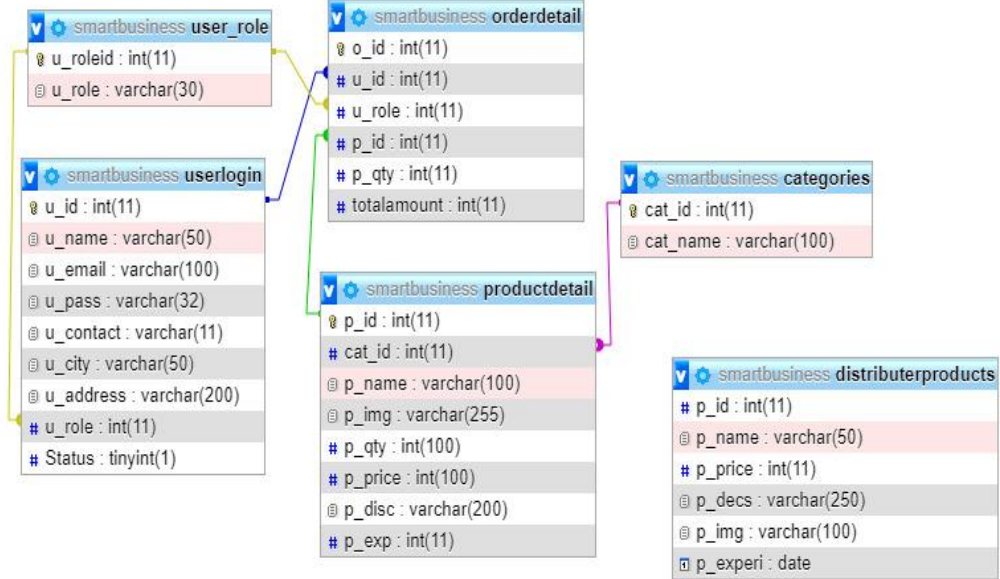 smartbusiness user_role
u_roleid : int(11)
u_role : varchar(30)
smartbusiness orderdetail
o_id : int(11)
u_id : int(11)
u_role : int(11)
p_id : int(11)
p_qty : int(11)
totalamount : int(11)
smartbusiness userlogin
u_id : int(11)
u_name : varchar(50)
u_email : varchar(100)
u_pass : varchar(32)
u_contact : varchar(11)
u_city : varchar(50)
u_address : varchar(200)
u_role : int(11)
Status : tinyint(1)
smartbusiness categories
cat_id : int(11)
cat_name : varchar(100)
smartbusiness productdetail
p_id : int(11)
cat_id : int(11)
p_name : varchar(100)
p_img : varchar(255)
p_qty : int(100)
p_price : int(100)
p_disc : varchar(200)
p_exp : int(11)
smartbusiness distributerproducts
p_id : int(11)
p_name : varchar(50)
p_price : int(11)
p_decs : varchar(250)
p_img : varchar(100)
p_experi : date